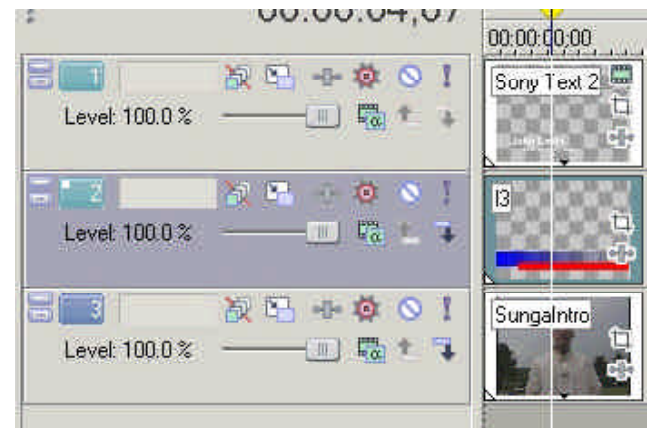 00:00:04,07
00:00:00:00
1
Sony Text 2
Level: 100.0 %
2
l3
Level: 100.0 %
3
SungaIntro
Level: 100.0 %